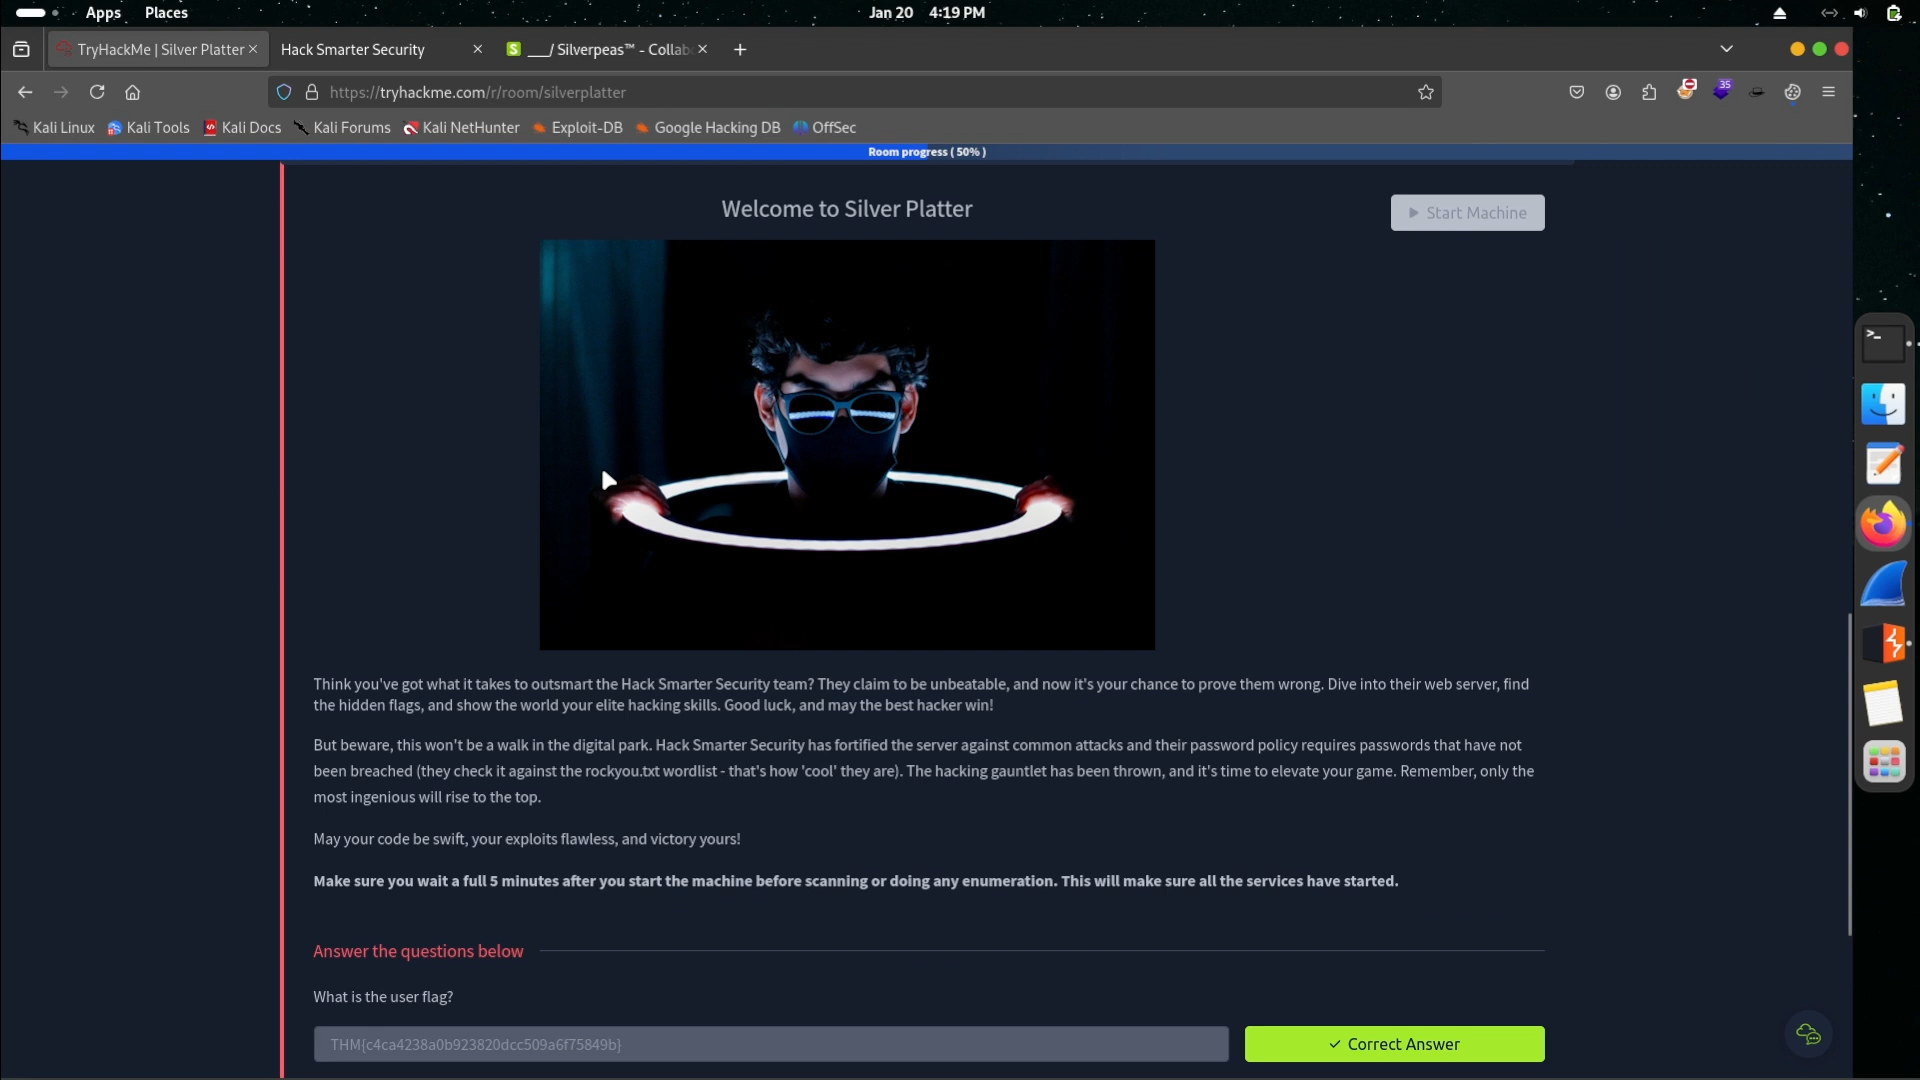 Apps Places
Jan 20 4:19 PM
TryHackMe | Silver Platter
Hack Smarter Security
___/ Silverpeas™ - Collab
https://tryhackme.com/r/room/silverplatter
35
Kali Linux Kali Tools Kali Docs Kali Forums Kali NetHunter Exploit-DB Google Hacking DB OffSec
Room progress ( 50% )
Welcome to Silver Platter
Start Machine
Think you've got what it takes to outsmart the Hack Smarter Security team? They claim to be unbeatable, and now it's your chance to prove them wrong. Dive into their web server, find
the hidden flags, and show the world your elite hacking skills. Good luck, and may the best hacker win!
But beware, this won't be a walk in the digital park. Hack Smarter Security has fortified the server against common attacks and their password policy requires passwords that have not
been breached (they check it against the rockyou.txt wordlist - that's how 'cool' they are). The hacking gauntlet has been thrown, and it's time to elevate your game. Remember, only the
most ingenious will rise to the top.
May your code be swift, your exploits flawless, and victory yours!
Make sure you wait a full 5 minutes after you start the machine before scanning or doing any enumeration. This will make sure all the services have started.
Answer the questions below
What is the user flag?
THM{c4ca4238a0b923820dcc509a6f75849b}
Correct Answer